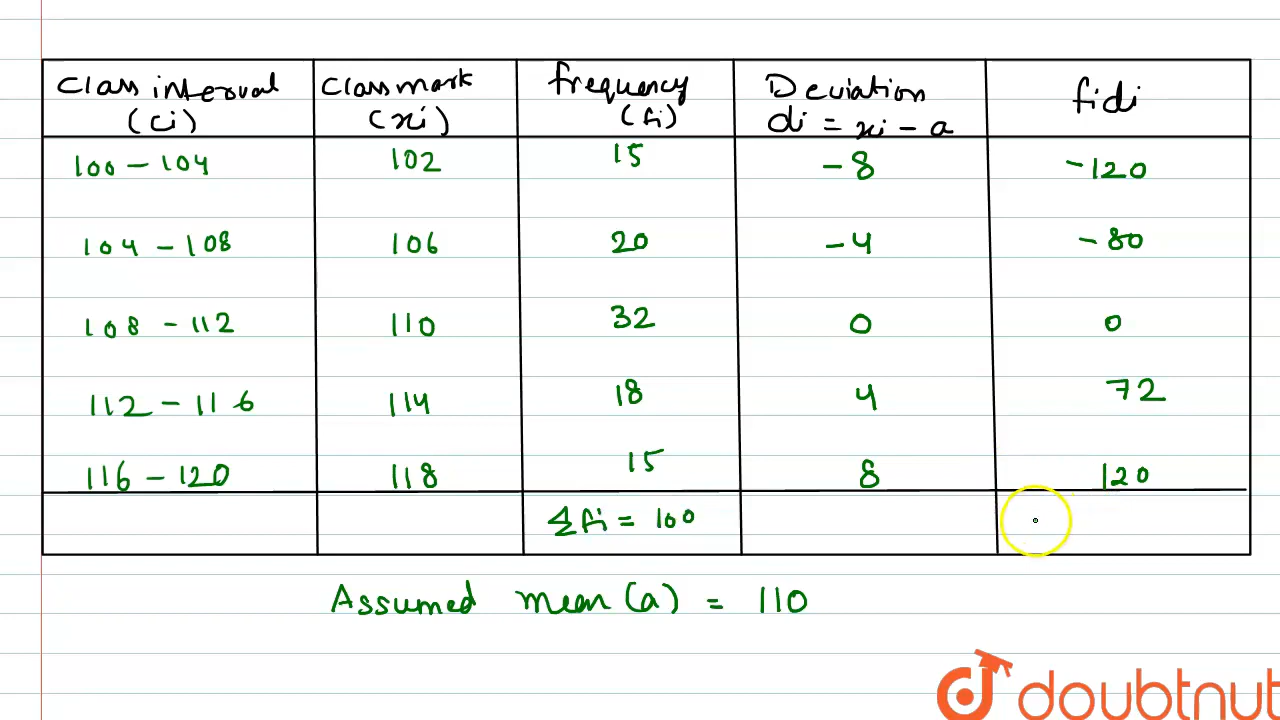 Class interval (Ci) Class mark (xi) frequency (fi) Deviation di = xi - a fidi
100 - 104 102 15 - 8 - 120
104 - 108 106 20 - 4 - 80
108 - 112 110 32 0 0
112 - 116 114 18 4 72
116 - 120 118 15 8 120
Σfi = 100
Assumed mean (a) = 110
doubtnut